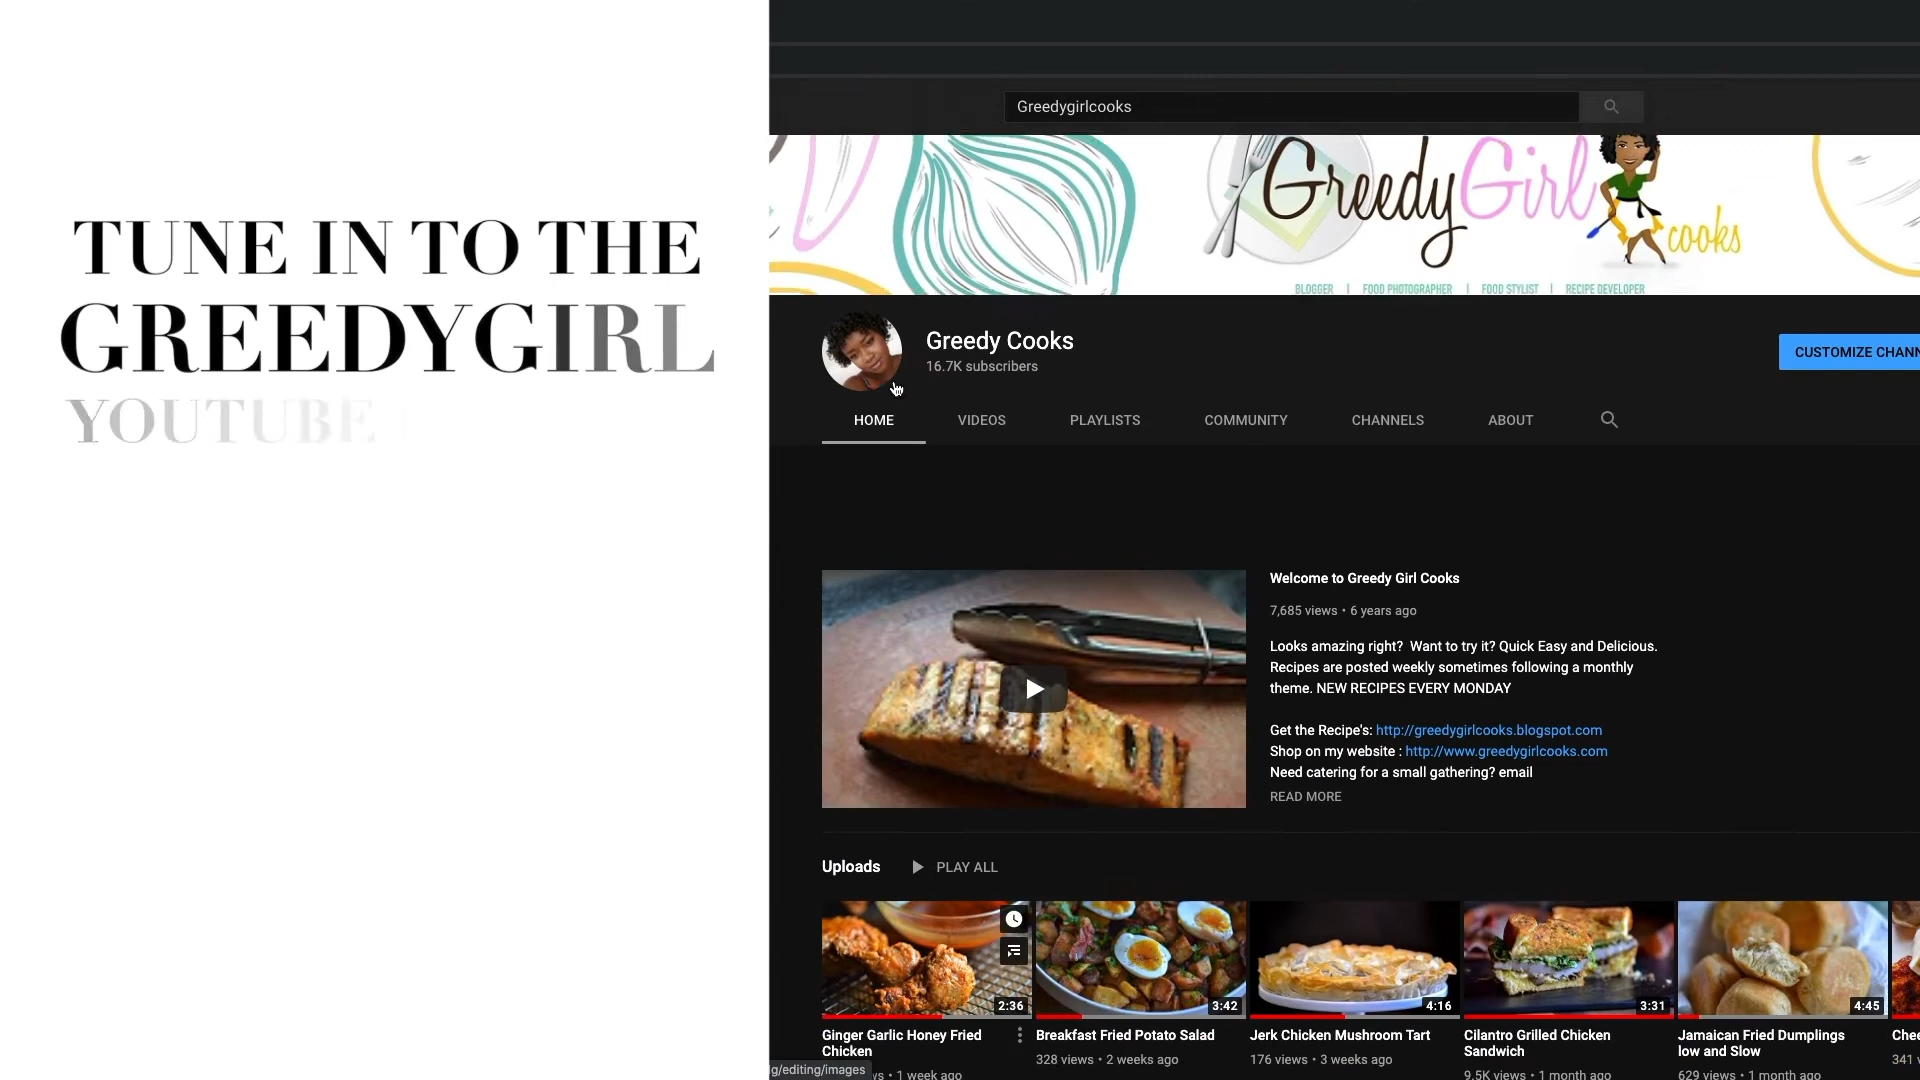 TUNE IN TO THE
GREEDYGIRL
YOUTUBE
Greedygirlcooks
GreedyGirl
cooks
BLOGGER | FOOD PHOTOGRAPHER | FOOD STYLIST | RECIPE DEVELOPER
Greedy Cooks
16.7K subscribers
CUSTOMIZE CHANN
HOME VIDEOS PLAYLISTS COMMUNITY CHANNELS ABOUT
Welcome to Greedy Girl Cooks
7,685 views • 6 years ago
Looks amazing right? Want to try it? Quick Easy and Delicious.
Recipes are posted weekly sometimes following a monthly
theme. NEW RECIPES EVERY MONDAY
Get the Recipe's: http://greedygirlcooks.blogspot.com
Shop on my website : http://www.greedygirlcooks.com
Need catering for a small gathering? email
READ MORE
Uploads PLAY ALL
2:36 3:42 4:16 3:31 4:45
Ginger Garlic Honey Fried
Chicken
1 week ago
Breakfast Fried Potato Salad
328 views • 2 weeks ago
Jerk Chicken Mushroom Tart
176 views • 3 weeks ago
Cilantro Grilled Chicken
Sandwich
9.5K views • 1 month ago
Jamaican Fried Dumplings
low and Slow
629 views • 1 month ago
Chee
341 v
g/editing/images